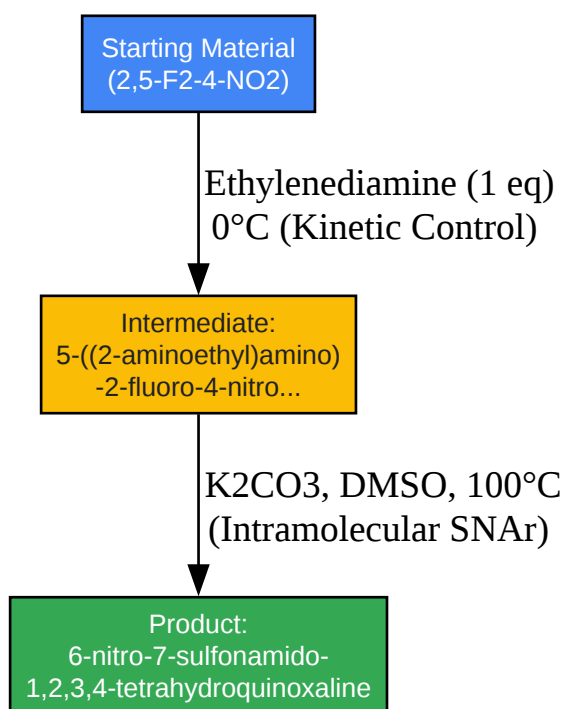 Starting Material
(2,5-F2-4-NO2)
Ethylenediamine (1 eq)
0°C (Kinetic Control)
Intermediate:
5-((2-aminoethyl)amino)
-2-fluoro-4-nitro...
K2CO3, DMSO, 100°C
(Intramolecular SNAr)
Product:
6-nitro-7-sulfonamido-
1,2,3,4-tetrahydroquinoxaline